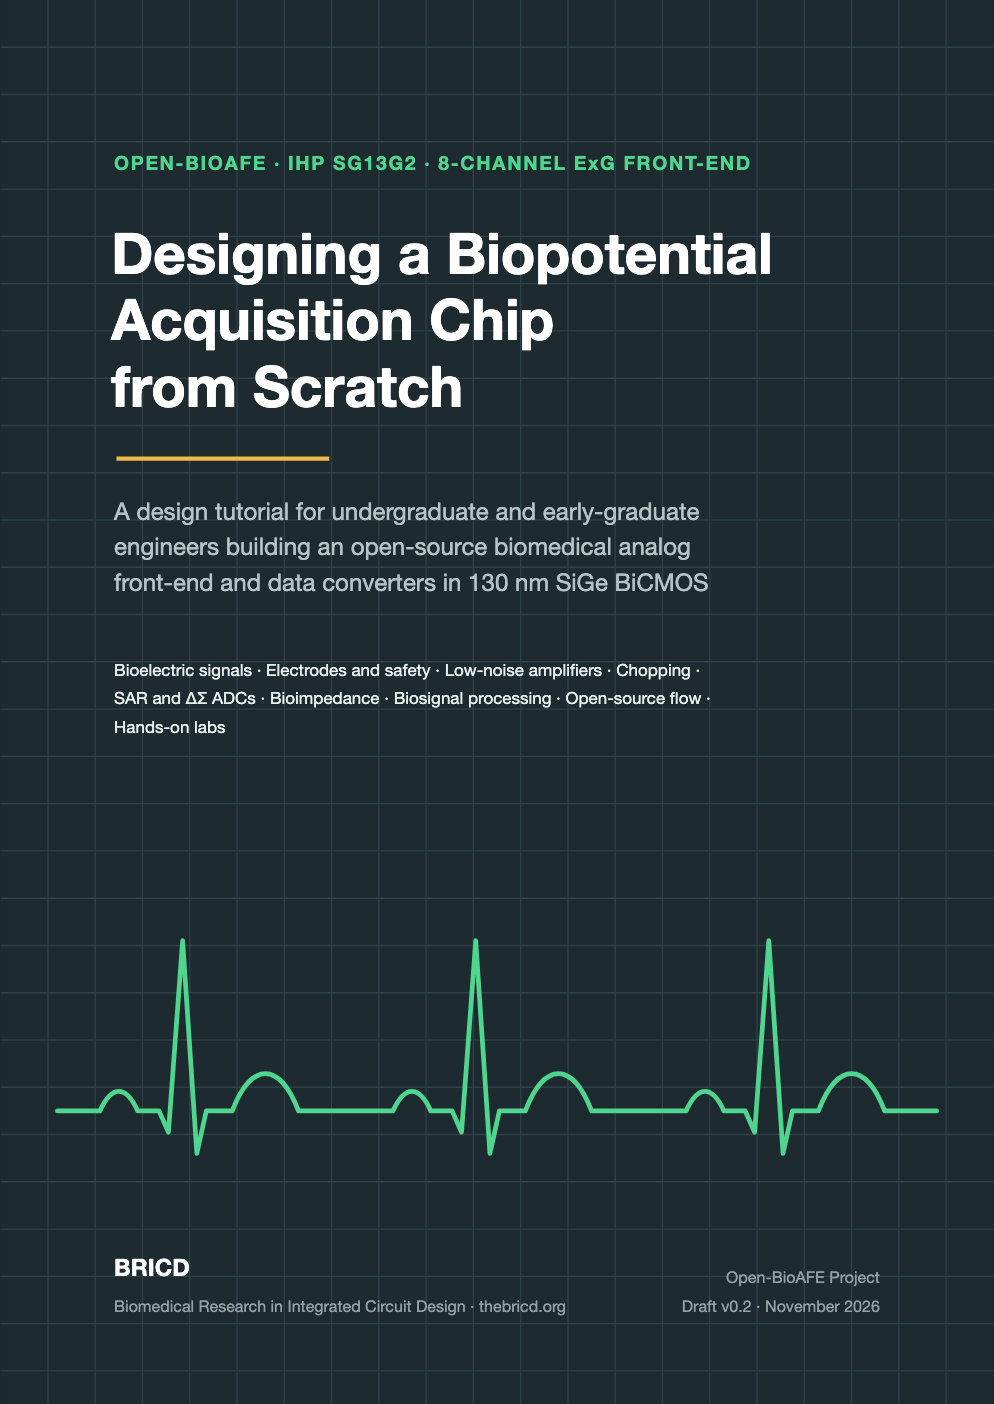 OPEN-BIOAFE · IHP SG13G2 · 8-CHANNEL ExG FRONT-END
Designing a Biopotential
Acquisition Chip
from Scratch
A design tutorial for undergraduate and early-graduate
engineers building an open-source biomedical analog
front-end and data converters in 130 nm SiGe BiCMOS
Bioelectric signals · Electrodes and safety · Low-noise amplifiers · Chopping ·
SAR and ΔΣ ADCs · Bioimpedance · Biosignal processing · Open-source flow ·
Hands-on labs
BRICD
Biomedical Research in Integrated Circuit Design · thebricd.org
Open-BioAFE Project
Draft v0.2 · November 2026